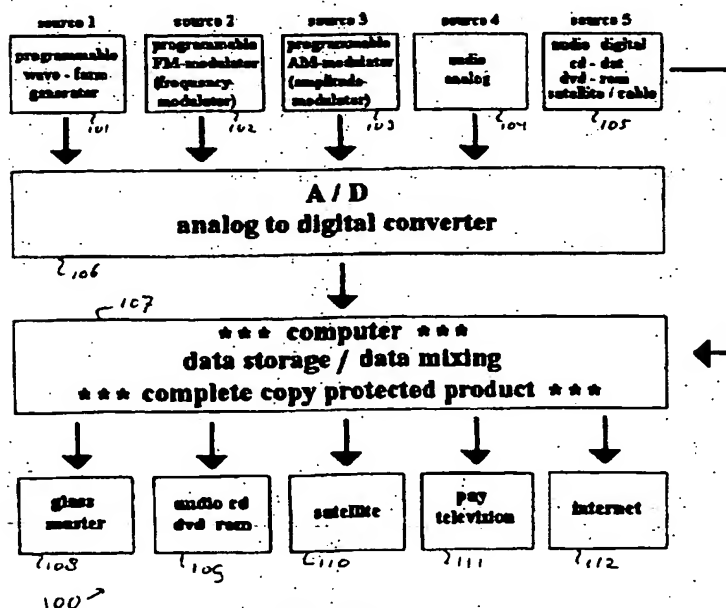 source 1
source 2
source 3
source 4
source 5
programmable
wave - form
generator
101
programmable
FM-modulator
(frequency-
modulator)
102
programmable
AM-modulator
(amplitude-
modulator)
103
audio
analog
104
audio digital
cd - dat
dvd - rom
satellite / cable
105
A / D
analog to digital converter
106
107
*** computer ***
data storage / data mixing
*** complete copy protected product ***
glass
master
108
audio cd
dvd rom
109
satellite
110
pay
television
111
internet
112
100